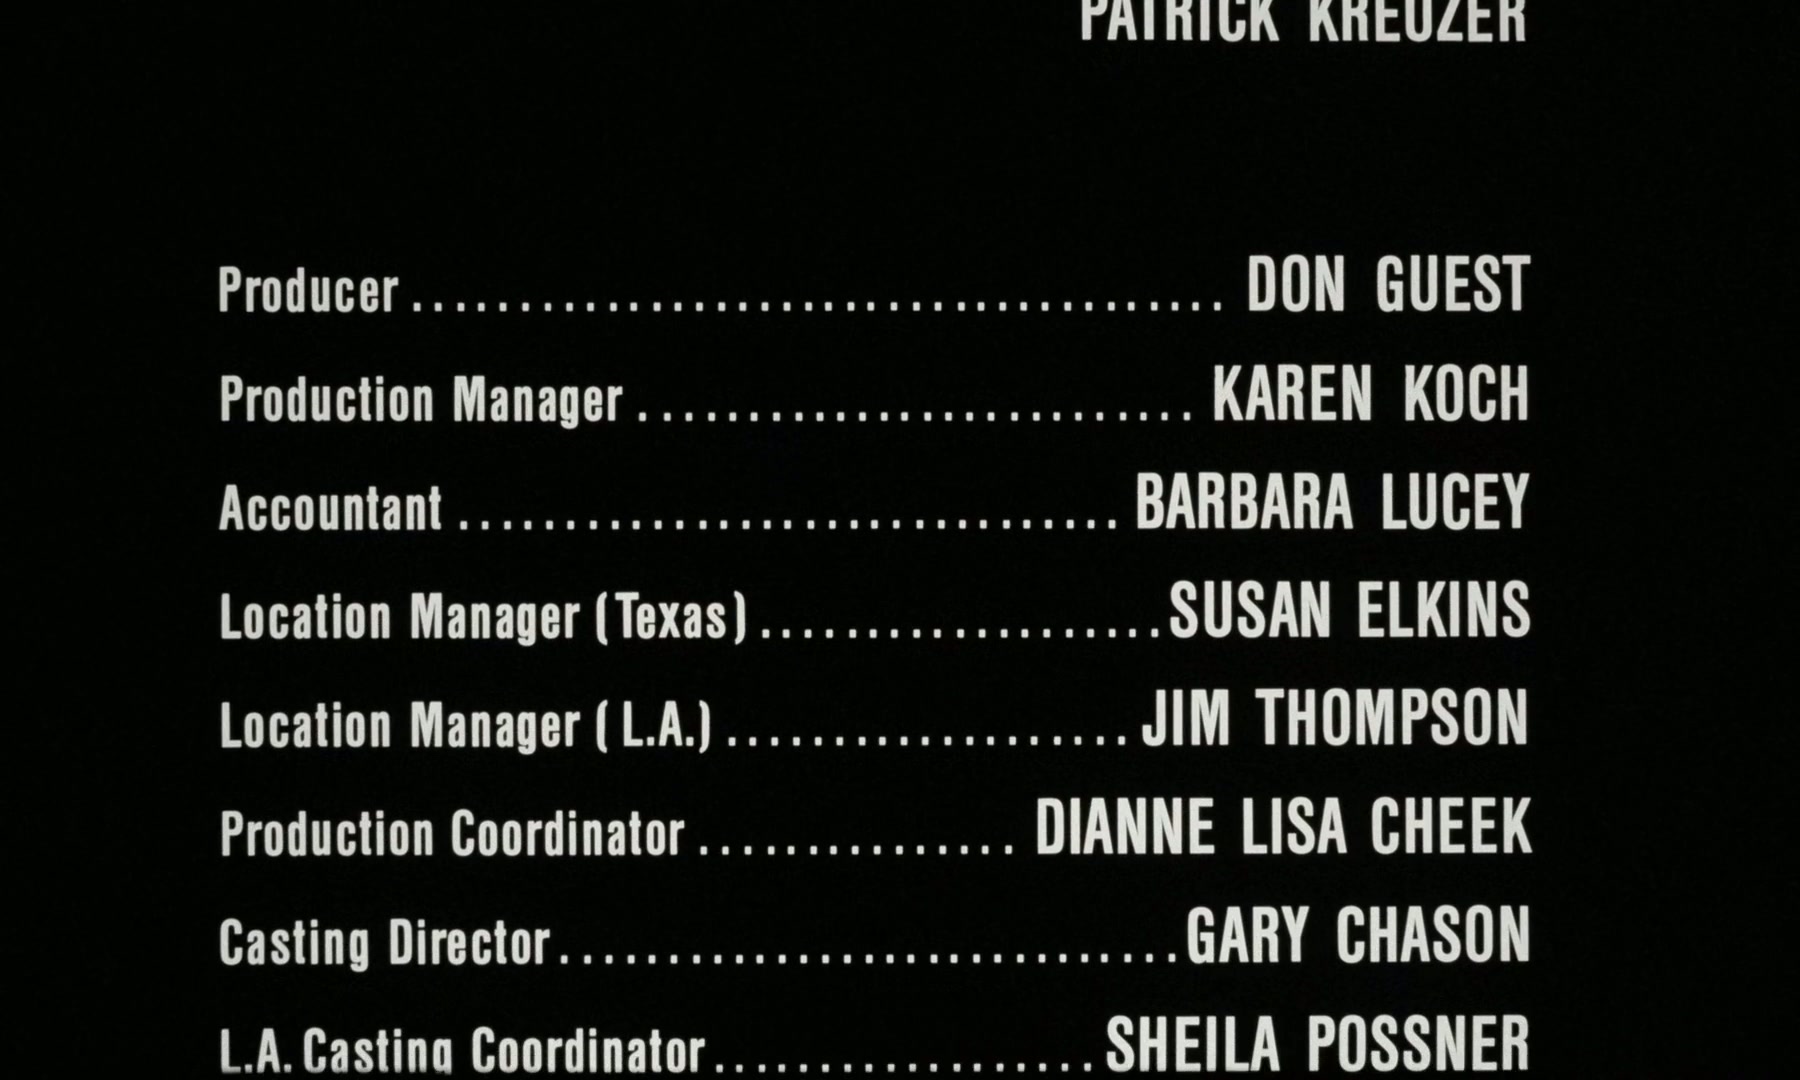 PATRICK KREUZER
Producer ...................................... DON GUEST
Production Manager .......................... KAREN KOCH
Accountant ............................... BARBARA LUCEY
Location Manager (Texas) ................... SUSAN ELKINS
Location Manager ( L.A.) ................... JIM THOMPSON
Production Coordinator ............... DIANNE LISA CHEEK
Casting Director ............................. GARY CHASON
L.A. Casting Coordinator .................. SHEILA POSSNER